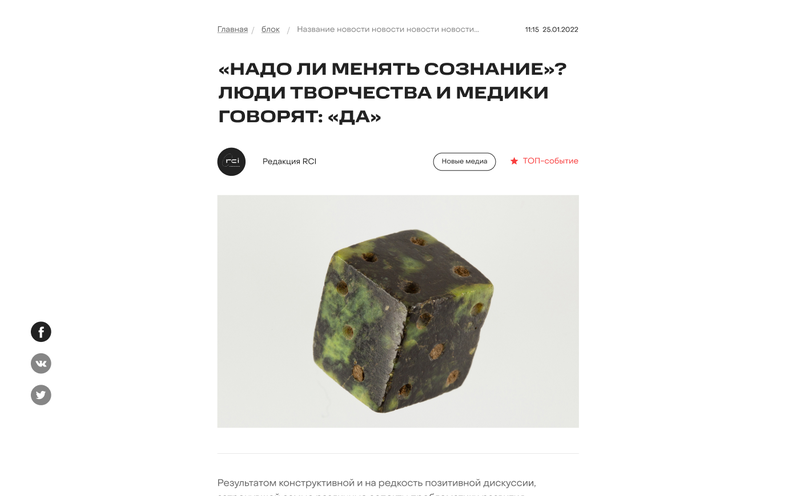 Главная / блок / Название новости новости новости новости... 11:15 25.01.2022
«НАДО ЛИ МЕНЯТЬ СОЗНАНИЕ»?
ЛЮДИ ТВОРЧЕСТВА И МЕДИКИ
ГОВОРЯТ: «ДА»
rci Редакция RCI Новые медиа ТОП-событие
Результатом конструктивной и на редкость позитивной дискуссии,